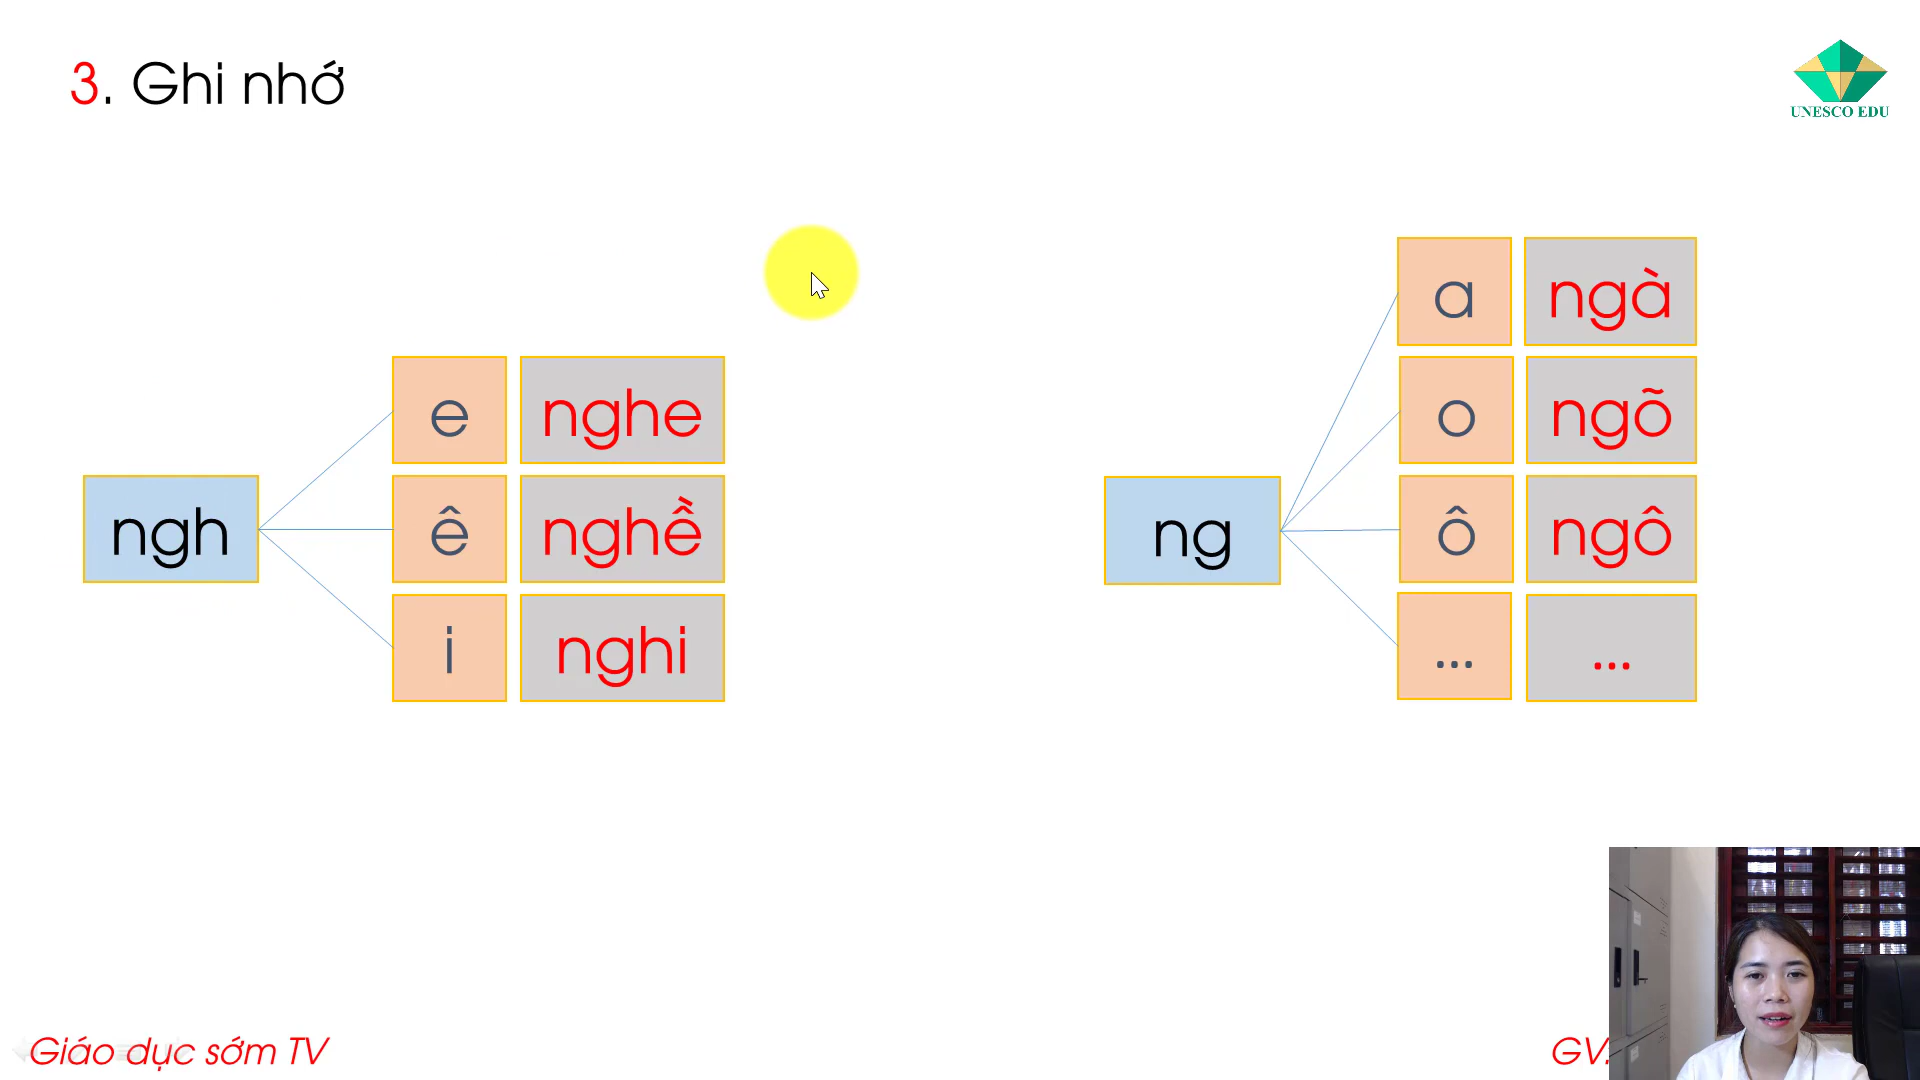 3. Ghi nhớ
UNESCO EDU
ngh
e nghe
ê nghề
i nghi
ng
a ngà
o ngõ
ô ngô
... ...
Giáo dục sớm TV
GV.